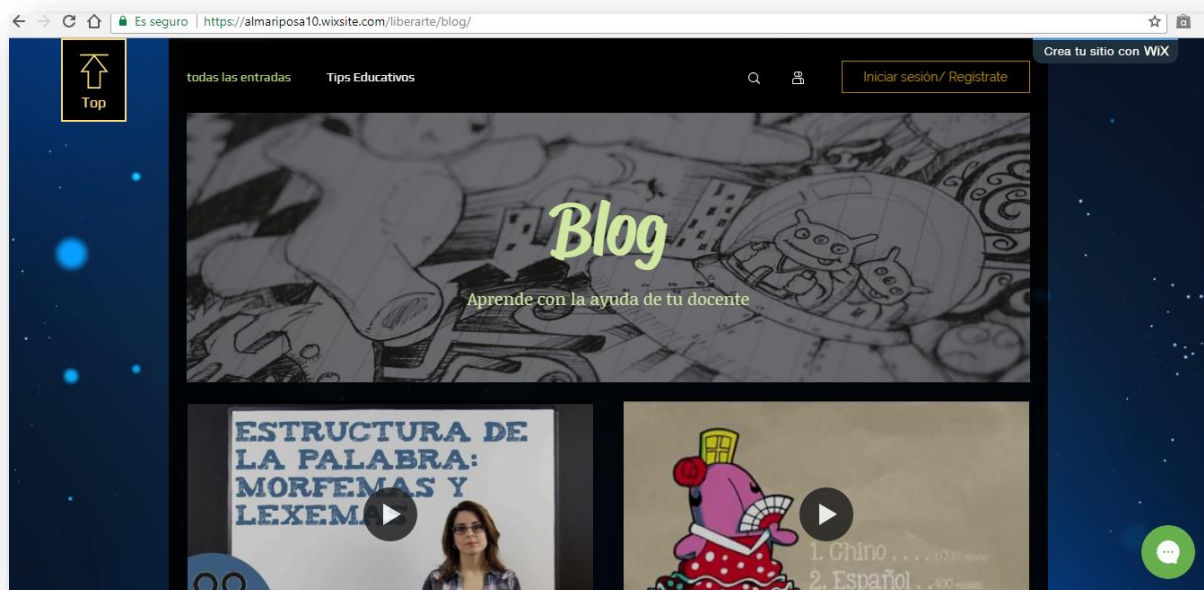 Es seguro | https://almariposa10.wixsite.com/liberarte/blog/
Crea tu sitio con WiX
Top
todas las entradas Tips Educativos Iniciar sesión/ Registrate
Blog
Aprende con la ayuda de tu docente
ESTRUCTURA DE
LA PALABRA:
MORFEMAS Y
LEXEMAS
1. Chino ....
2. Español ..